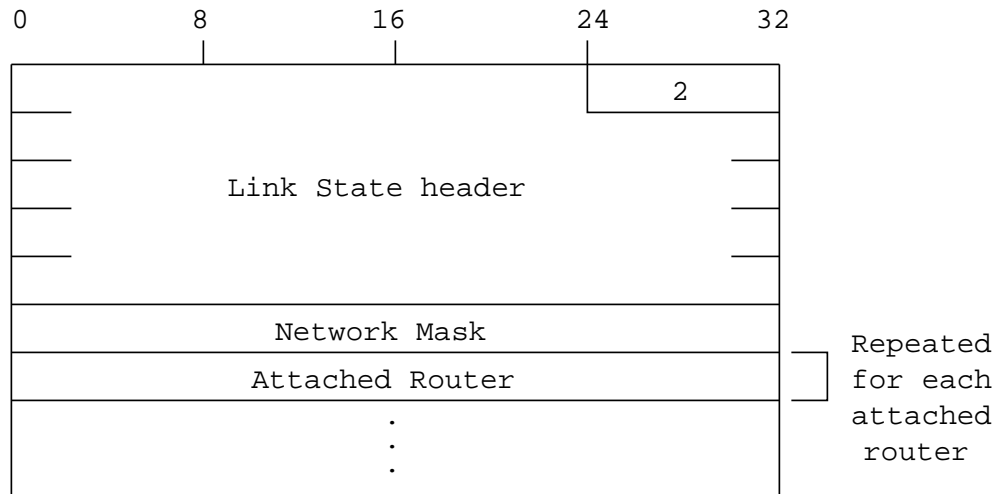 0 8 16 24 32
2
Link State header
Network Mask
Attached Router
Repeated
for each
attached
router
.
.
.